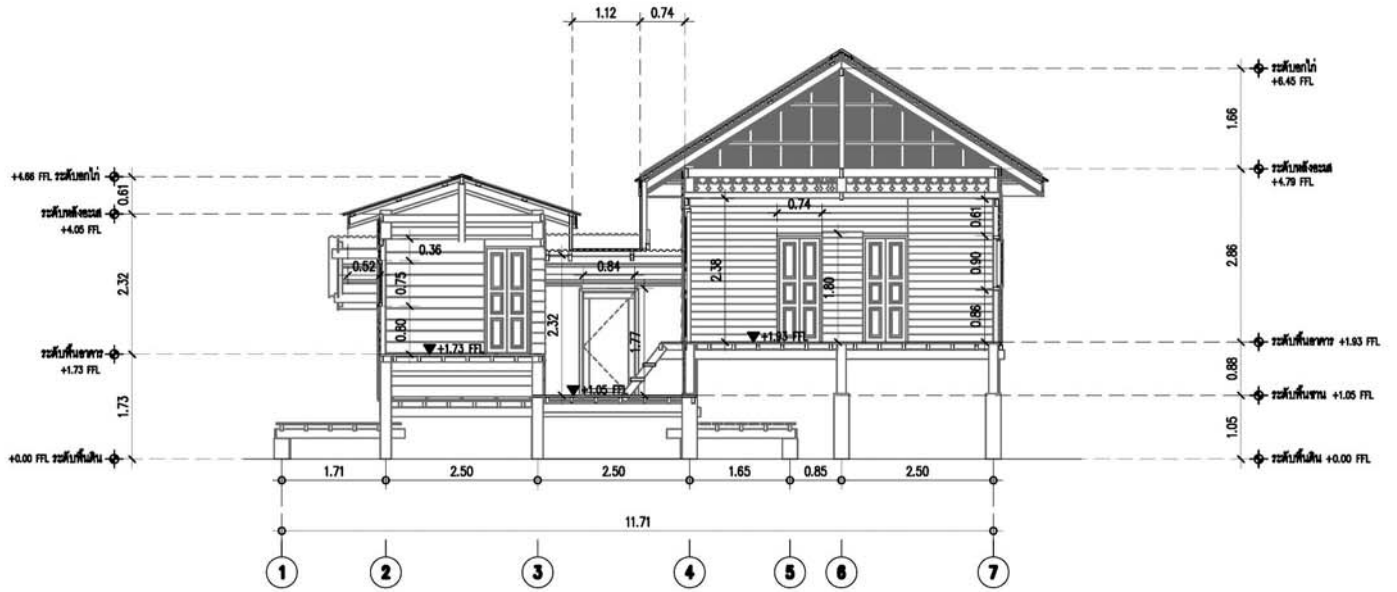 1.12 0.74
ระดับอกไก่
+6.45 FFL
1.66
+4.66 FFL ระดับอกไก่
ระดับหลังอะเส
+4.79 FFL
0.61
ระดับหลังอะเส
+4.05 FFL
0.74
0.61
0.36
0.52
0.75
0.84
2.38
1.80
0.90
2.86
2.32
0.80
2.32
1.77
0.86
ระดับพื้นอาคาร
+1.73 FFL
+1.73 FFL
+1.93 FFL
ระดับพื้นอาคาร +1.93 FFL
0.88
+1.05 FFL
ระดับพื้นชาน +1.05 FFL
1.73
1.05
+0.00 FFL ระดับพื้นดิน
ระดับพื้นดิน +0.00 FFL
1.71 2.50 2.50 1.65 0.85 2.50
11.71
1 2 3 4 5 6 7